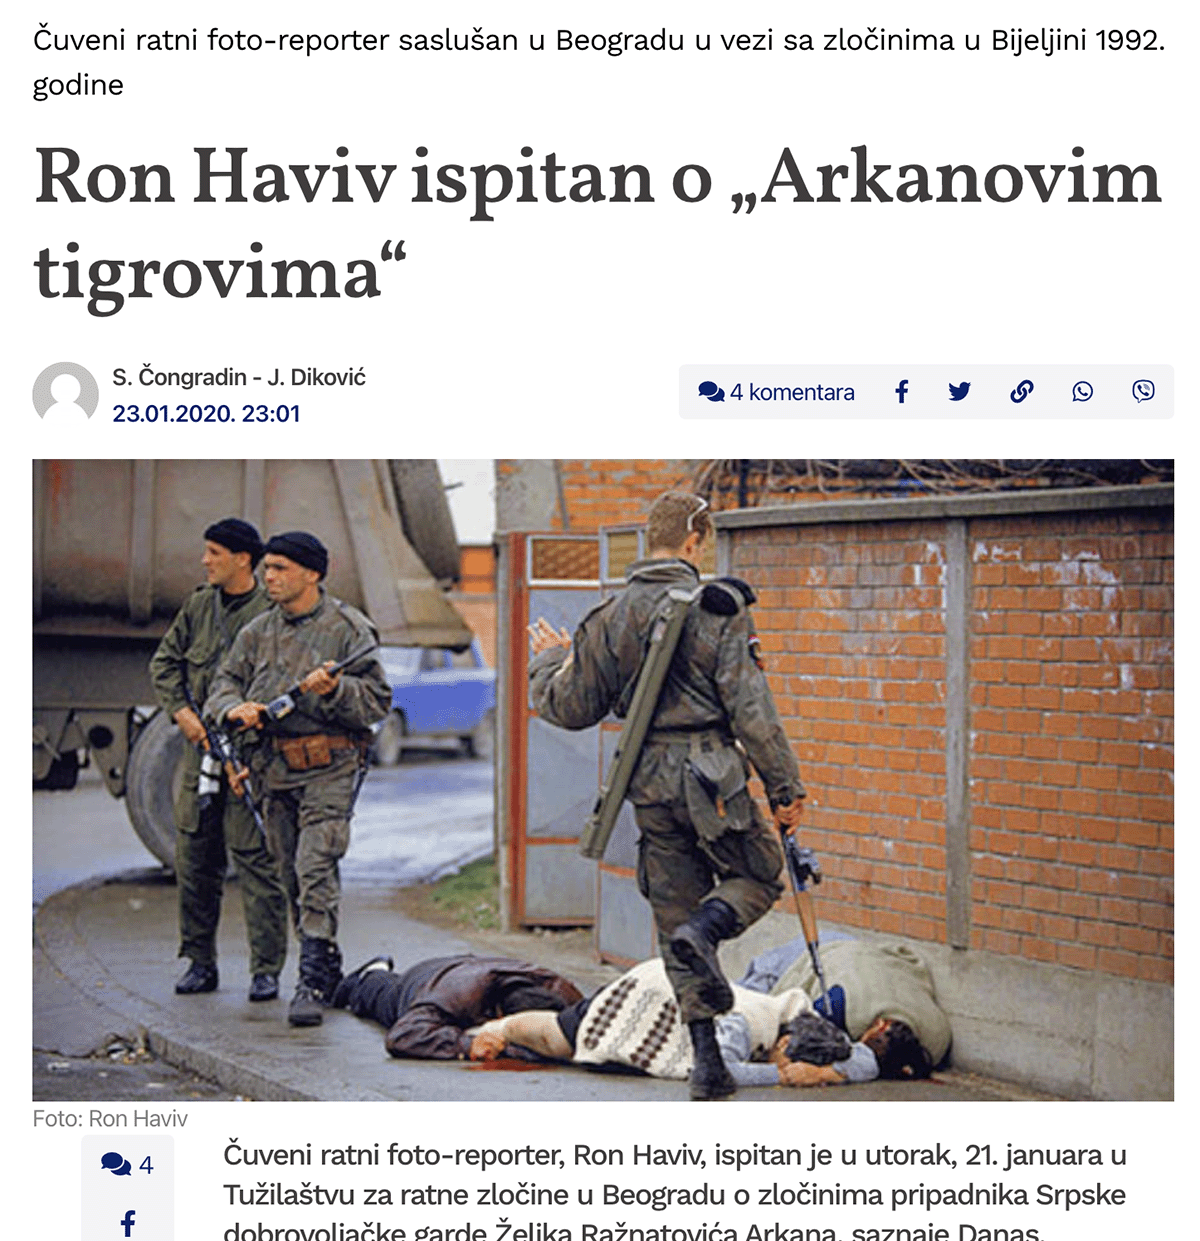 Čuveni ratni foto-reporter saslušan u Beogradu u vezi sa zločinima u Bijeljini 1992.
godine
Ron Haviv ispitan o „Arkanovim
tigrovima“
S. Čongradin - J. Diković
23.01.2020. 23:01
4 komentara
Foto: Ron Haviv
4
Čuveni ratni foto-reporter, Ron Haviv, ispitan je u utorak, 21. januara u
Tužilaštvu za ratne zločine u Beogradu o zločinima pripadnika Srpske
dobrovoljačke garde Željka Ražnatovića Arkana, saznaje Danas.